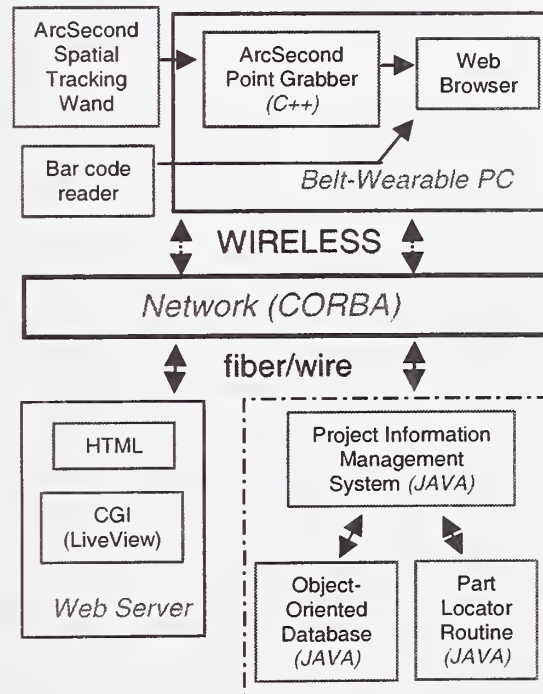 ArcSecond
Spatial
Tracking
Wand
ArcSecond
Point Grabber
(C++)
Web
Browser
Bar code
reader
Belt-Wearable PC
WIRELESS
Network (CORBA)
fiber/wire
HTML
CGI
(LiveView)
Web Server
Project Information
Management
System (JAVA)
Object-
Oriented
Database
(JAVA)
Part
Locator
Routine
(JAVA)